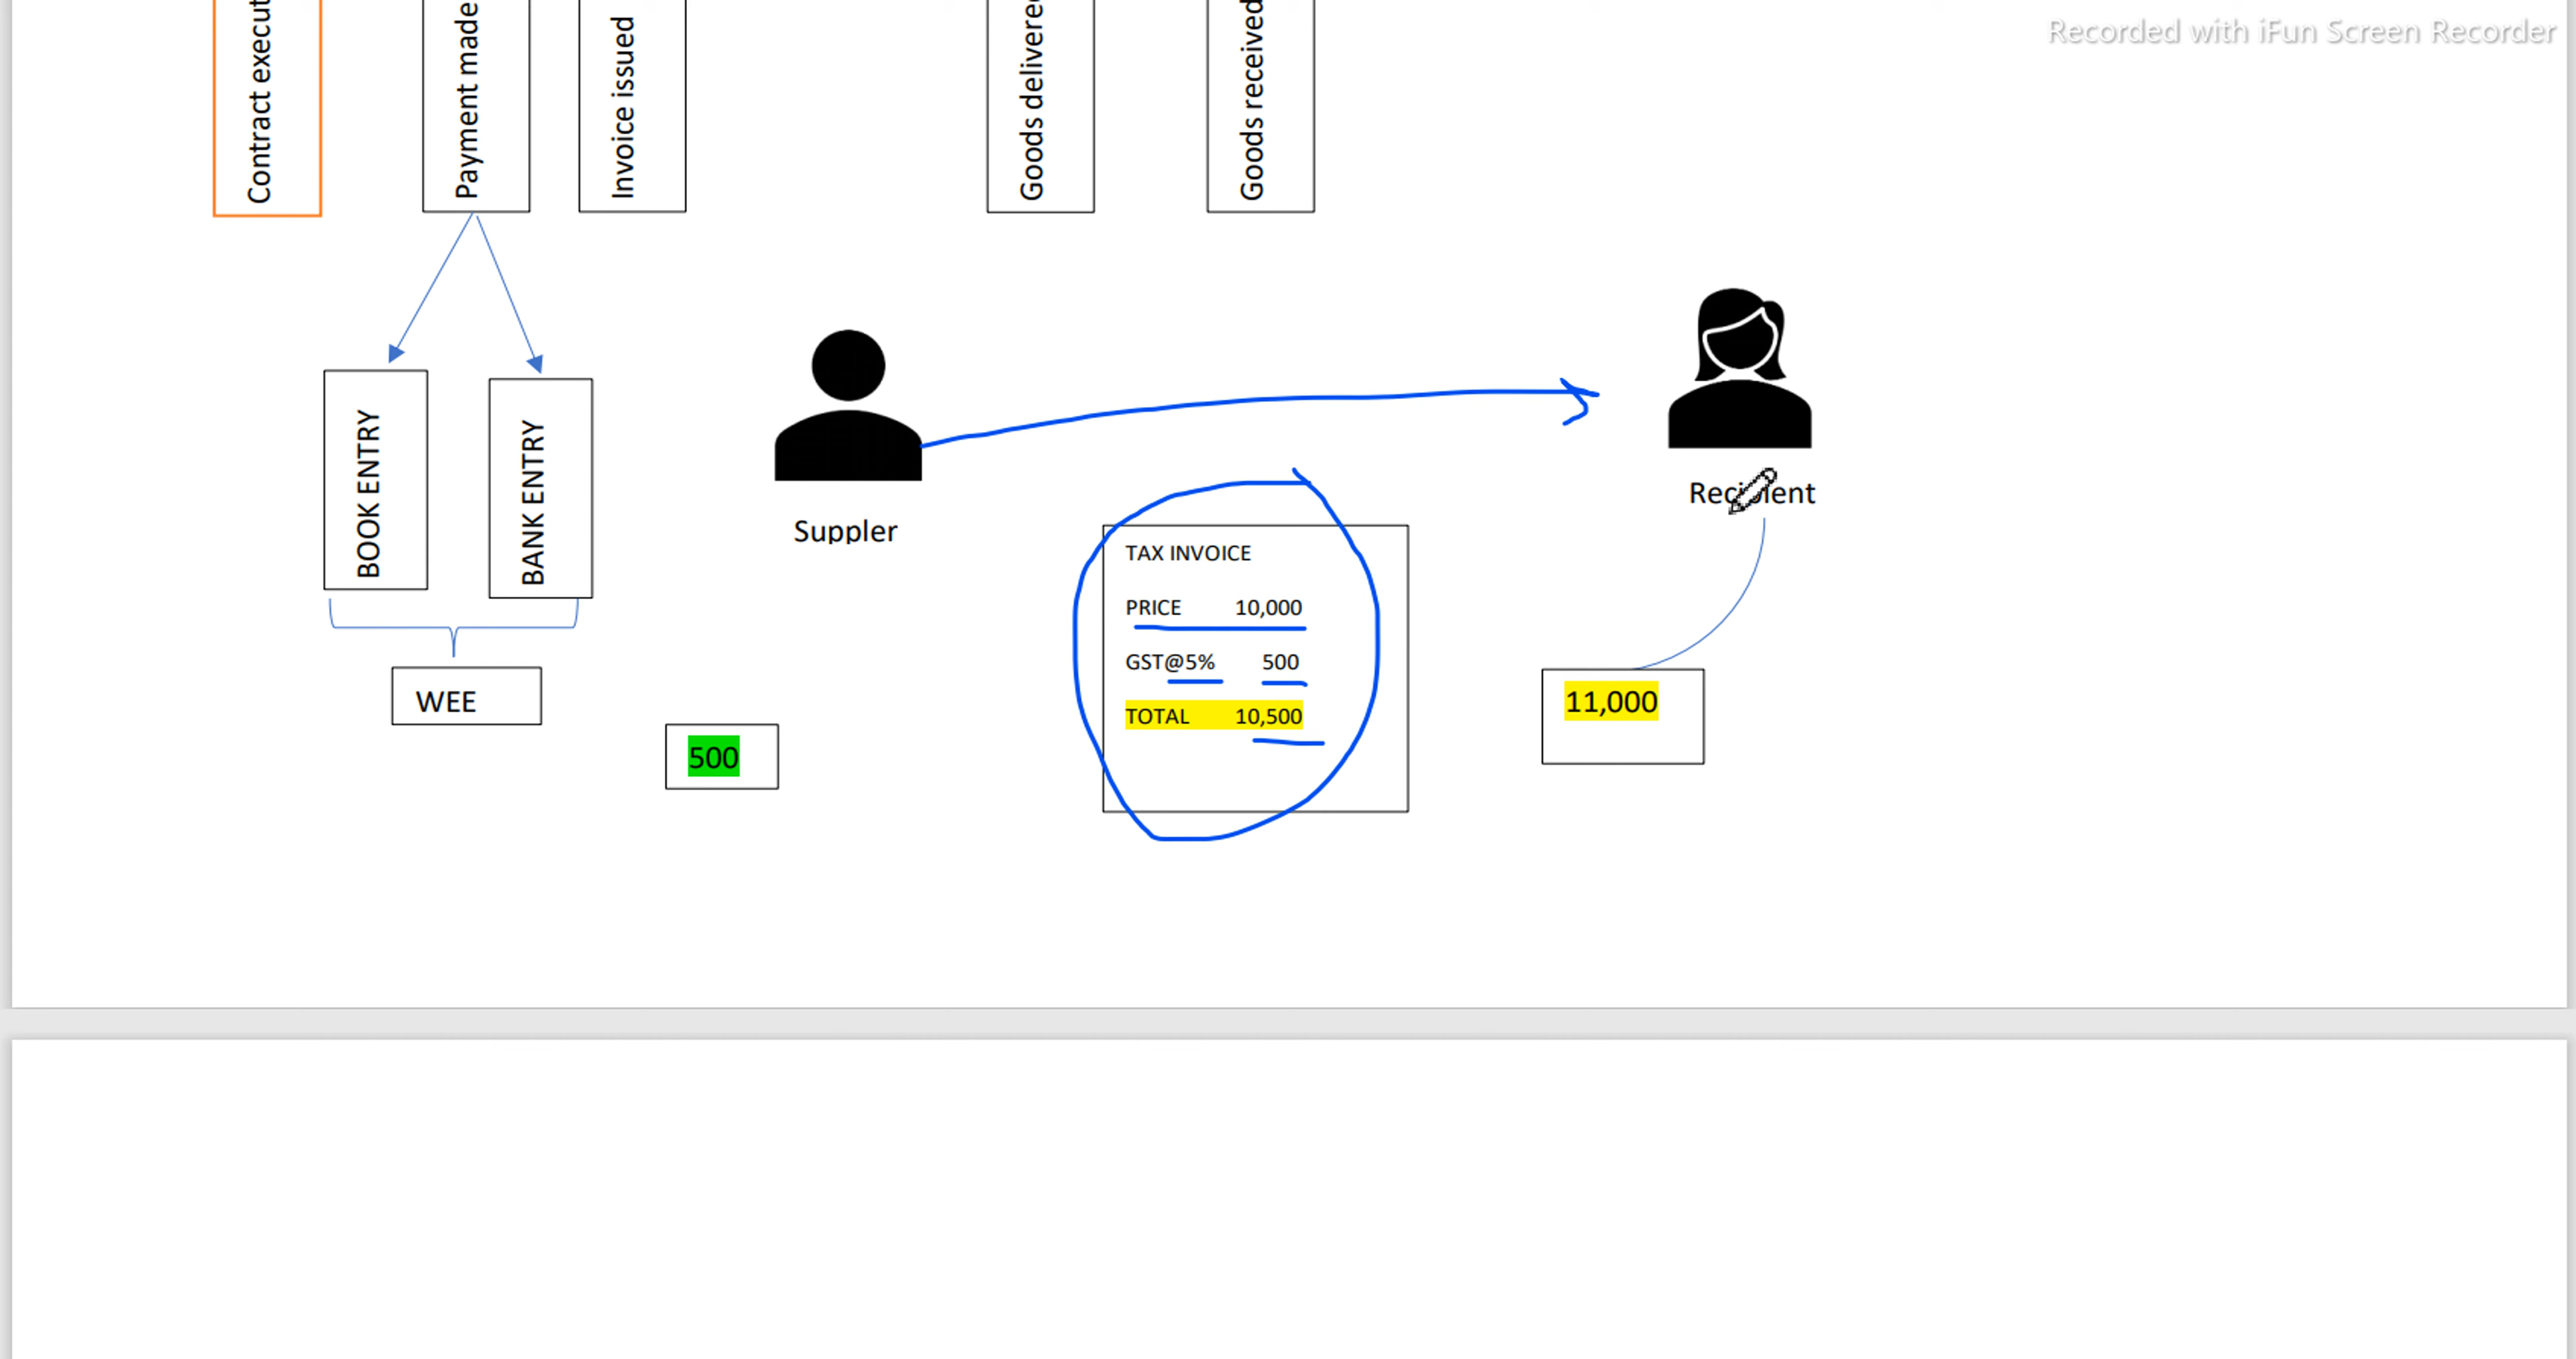 Recorded with iFun Screen Recorder
Contract execut
Payment made
Invoice issued
Goods delivered
Goods received
BOOK ENTRY
BANK ENTRY
WEE
Suppler
Recipient
TAX INVOICE
PRICE 10,000
GST@5% 500
TOTAL 10,500
500
11,000